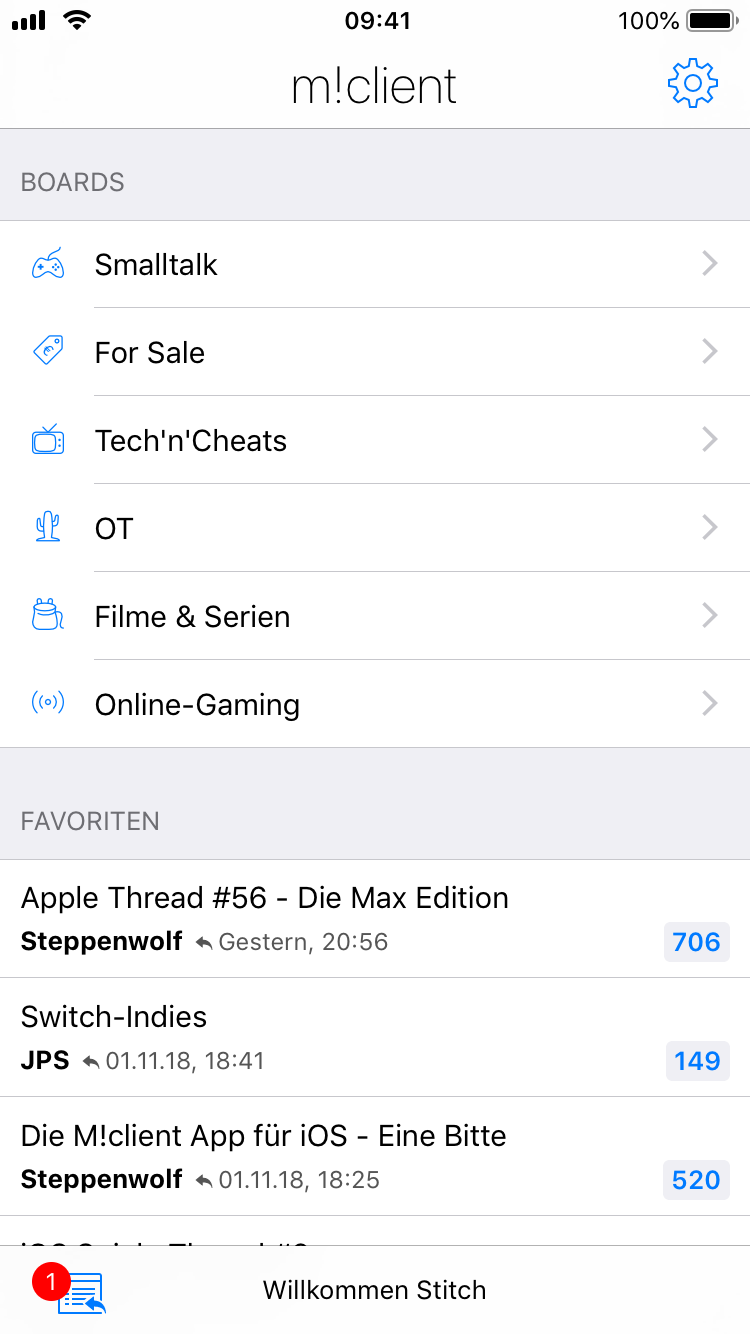 09:41 100%
m!client
BOARDS
Smalltalk
For Sale
Tech'n'Cheats
OT
Filme & Serien
Online-Gaming
FAVORITEN
Apple Thread #56 - Die Max Edition
Steppenwolf Gestern, 20:56 706
Switch-Indies
JPS 01.11.18, 18:41 149
Die M!client App für iOS - Eine Bitte
Steppenwolf 01.11.18, 18:25 520
1 Willkommen Stitch